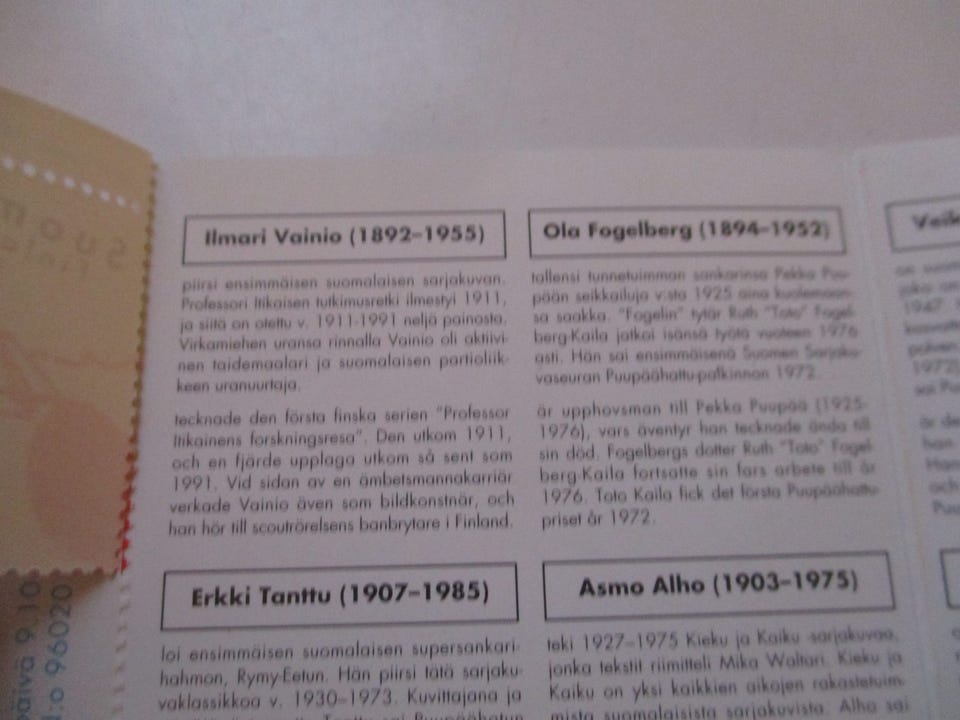 Ilmari Vainio (1892–1955)
piirsi ensimmäisen suomalaisen sarjakuvan.
Professori Itikaisen tutkimusretki ilmestyi 1911,
ja siitä on otettu v. 1911-1991 neljä painosta.
Virkamiehen uransa rinnalla Vainio oli aktiivi-
nen taidemaalari ja suomalaisen partioliik-
keen uranuurtaja.
tecknade den första finska serien "Professor
Itikainens forskningsresa". Den utkom 1911,
och en fjärde upplaga utkom så sent som
1991. Vid sidan av en ämbetsmannakarriär
verkade Vainio även som bildkonstnär, och
han hör till scoutrörelsens banbrytare i Finland.
Ola Fogelberg (1894–1952)
tallensi tunnetuimman sankarinsa Pekka Puu-
pään seikkailuja v:sta 1925 aina kuolemaan-
sa saakka. "Fogelin" tytär Ruth "Toto" Fogel-
berg-Kaila jatkoi isänsä työtä vuoteen 1976
asti. Hän sai ensimmäisenä Suomen Sarjaku-
vaseuran Puupäähattu-palkinnon 1972.
är upphovsman till Pekka Puupää (1925-
1976), vars äventyr han tecknade ända till
sin död. Fogelbergs dotter Ruth "Toto" Fogel-
berg-Kaila fortsatte sin fars arbete till år
1976. Toto Kaila fick det första Puupäähattu-
priset år 1972.
Erkki Tanttu (1907–1985)
loi ensimmäisen suomalaisen supersankari-
hahmon, Rymy-Eetun. Hän piirsi tätä sarjaku-
vaklassikkoa v. 1930–1973. Kuvittajana ja
Asmo Alho (1903–1975)
teki 1927–1975 Kieku ja Kaiku -sarjakuvaa,
jonka tekstit riimitteli Mika Waltari. Kieku ja
Kaiku on yksi kaikkien aikojen rakastetuim-
mista suomalaisista sarjakuvista. Alho sai
1947.
1972)
och
päivä 9.10
d:o 96020